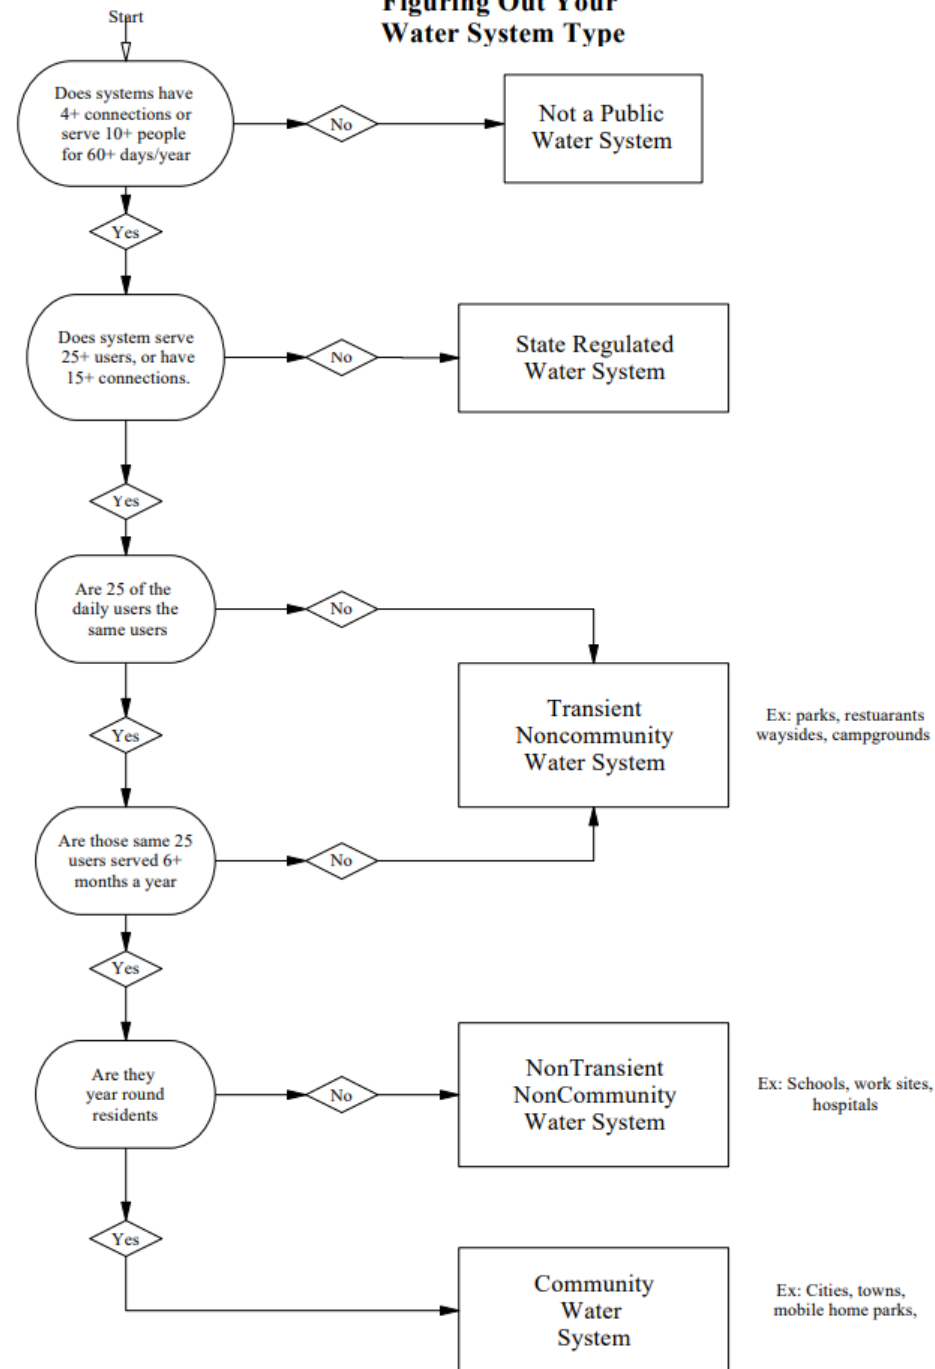 Figuring Out Your
Water System Type
Start
Does systems have
4+ connections or
serve 10+ people
for 60+ days/year
No
Not a Public
Water System
Yes
Does system serve
25+ users, or have
15+ connections.
No
State Regulated
Water System
Yes
Are 25 of the
daily users the
same users
No
Transient
Noncommunity
Water System
Ex: parks, restuarants
waysides, campgrounds
Yes
Are those same 25
users served 6+
months a year
No
Yes
Are they
year round
residents
No
NonTransient
NonCommunity
Water System
Ex: Schools, work sites,
hospitals
Yes
Community
Water
System
Ex: Cities, towns,
mobile home parks,